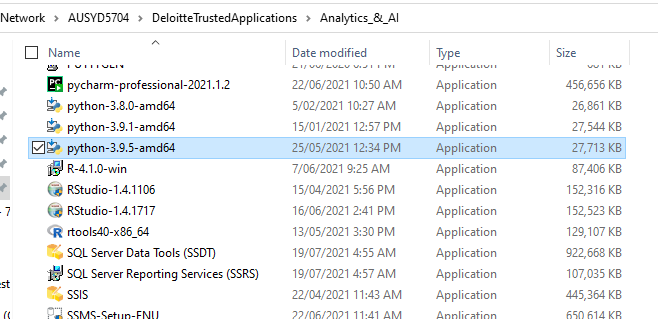 Network > AUSYD5704 > DeloitteTrustedApplications > Analytics_&_AI
Name Date modified Type Size
Application
pycharm-professional-2021.1.2 22/06/2021 10:50 AM Application 456,656 KB
python-3.8.0-amd64 5/02/2021 10:27 AM Application 26,861 KB
python-3.9.1-amd64 15/01/2021 12:57 PM Application 27,544 KB
python-3.9.5-amd64 25/05/2021 12:34 PM Application 27,713 KB
R-4.1.0-win 7/06/2021 9:25 AM Application 87,406 KB
RStudio-1.4.1106 15/04/2021 5:56 PM Application 152,316 KB
RStudio-1.4.1717 16/06/2021 2:41 PM Application 152,523 KB
rtools40-x86_64 13/05/2021 3:30 PM Application 129,107 KB
SQL Server Data Tools (SSDT) 19/07/2021 4:55 AM Application 922,668 KB
SQL Server Reporting Services (SSRS) 19/07/2021 4:57 AM Application 107,035 KB
SSIS 22/04/2021 11:43 AM Application 445,364 KB
SSMS-Setup-ENU 22/06/2021 11:41 AM Application 650,614 KB